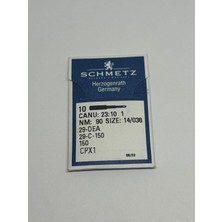 SCHMETZ
Herzogenrath
Germany
10
CANU: 23:10 1
NM: 90 SIZE: 14/036
29-DEA
29-C-150
150
CPX1